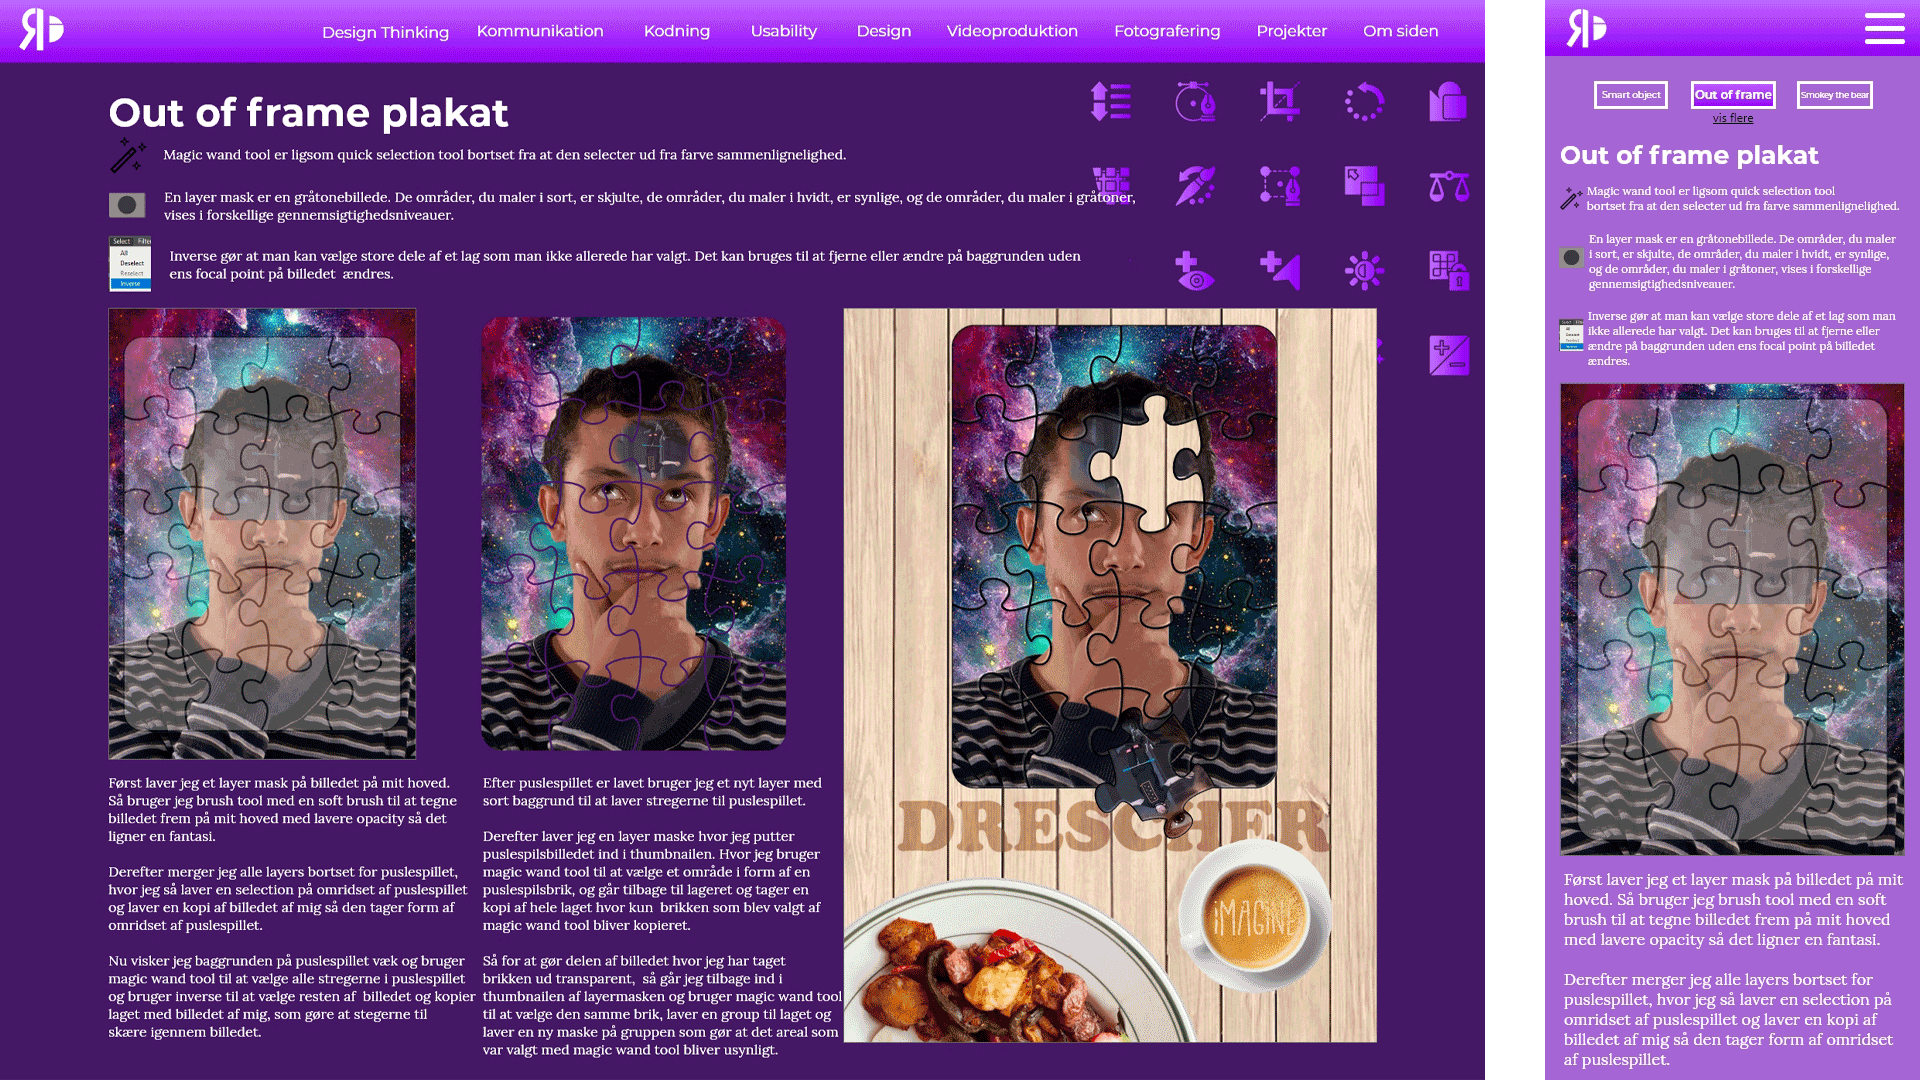 Design Thinking
Kommunikation
Kodning
Usability
Design
Videoproduktion
Fotografering
Projekter
Om siden
Out of frame plakat
Magic wand tool er ligsom quick selection tool bortset fra at den selecter ud fra farve sammenlignelighed.
En layer mask er en gråtonebillede. De områder, du maler i sort, er skjulte, de områder, du maler i hvidt, er synlige, og de områder, du maler i gråtoner,
vises i forskellige gennemsigtighedsniveauer.
Select Filter
All
Deselect
Reselect
Inverse
Inverse gør at man kan vælge store dele af et lag som man ikke allerede har valgt. Det kan bruges til at fjerne eller ændre på baggrunden uden
ens focal point på billedet ændres.
DRESCHER
iMAGINE
Først laver jeg et layer mask på billedet på mit hoved.
Så bruger jeg brush tool med en soft brush til at tegne
billedet frem på mit hoved med lavere opacity så det
ligner en fantasi.
Derefter merger jeg alle layers bortset for puslespillet,
hvor jeg så laver en selection på omridset af puslespillet
og laver en kopi af billedet af mig så den tager form af
omridset af puslespillet.
Nu visker jeg baggrunden på puslespillet væk og bruger
magic wand tool til at vælge alle stregerne i puslespillet
og bruger inverse til at vælge resten af billedet og kopier
laget med billedet af mig, som gøre at stegerne til
skære igennem billedet.
Efter puslespillet er lavet bruger jeg et nyt layer med
sort baggrund til at laver stregerne til puslespillet.
Derefter laver jeg en layer maske hvor jeg putter
puslespilsbilledet ind i thumbnailen. Hvor jeg bruger
magic wand tool til at vælge et område i form af en
puslespilsbrik, og går tilbage til lageret og tager en
kopi af hele laget hvor kun brikken som blev valgt af
magic wand tool bliver kopieret.
Så for at gør delen af billedet hvor jeg har taget
brikken ud transparent, så går jeg tilbage ind i
thumbnailen af layermasken og bruger magic wand tool
til at vælge den samme brik, laver en group til laget og
laver en ny maske på gruppen som gør at det areal som
var valgt med magic wand tool bliver usynligt.
Smart object
Out of frame
Smokey the bear
vis flere
Out of frame plakat
Magic wand tool er ligsom quick selection tool
bortset fra at den selecter ud fra farve sammenlignelighed.
En layer mask er en gråtonebillede. De områder, du maler
i sort, er skjulte, de områder, du maler i hvidt, er synlige,
og de områder, du maler i gråtoner, vises i forskellige
gennemsigtighedsniveauer.
Inverse gør at man kan vælge store dele af et lag som man
ikke allerede har valgt. Det kan bruges til at fjerne eller
ændre på baggrunden uden ens focal point på billedet
ændres.
Først laver jeg et layer mask på billedet på mit
hoved. Så bruger jeg brush tool med en soft
brush til at tegne billedet frem på mit hoved
med lavere opacity så det ligner en fantasi.
Derefter merger jeg alle layers bortset for
puslespillet, hvor jeg så laver en selection på
omridset af puslespillet og laver en kopi af
billedet af mig så den tager form af omridset
af puslespillet.